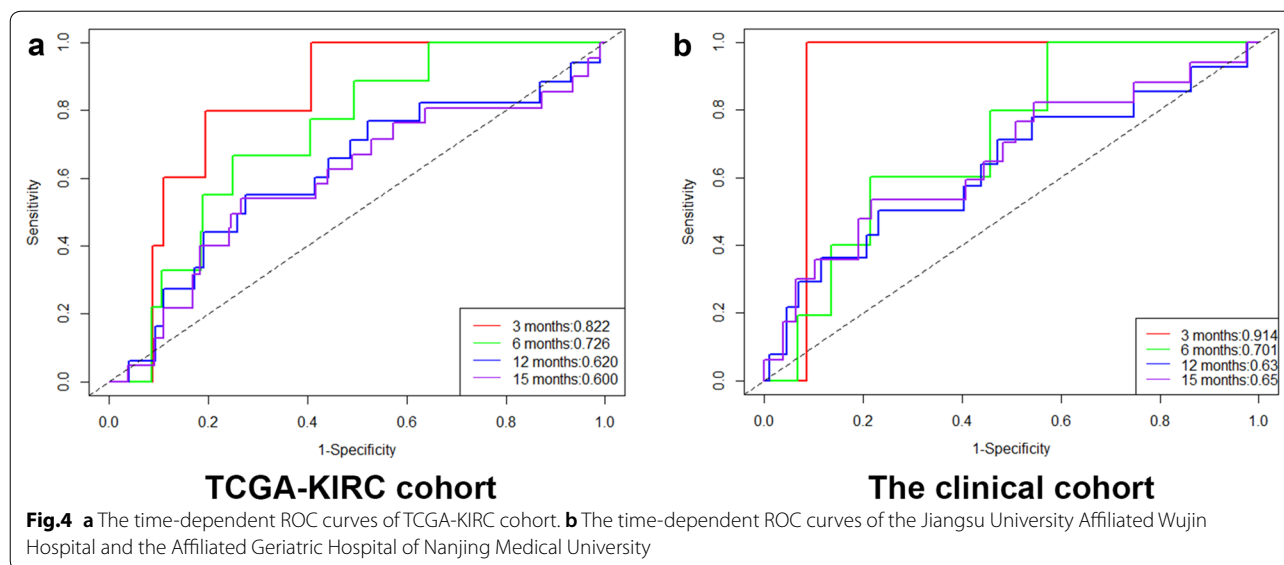 a
1.0
0.8
0.6
0.4
0.2
0.0
Sensitivity
3 months:0.822
6 months:0.726
12 months:0.620
15 months:0.600
0.0 0.2 0.4 0.6 0.8 1.0
1-Specificity
TCGA-KIRC cohort
b
1.0
0.8
0.6
0.4
0.2
0.0
Sensitivity
3 months:0.914
6 months:0.701
12 months:0.63
15 months:0.65
0.0 0.2 0.4 0.6 0.8 1.0
1-Specificity
The clinical cohort
Fig.4 a The time-dependent ROC curves of TCGA-KIRC cohort. b The time-dependent ROC curves of the Jiangsu University Affiliated Wujin
Hospital and the Affiliated Geriatric Hospital of Nanjing Medical University